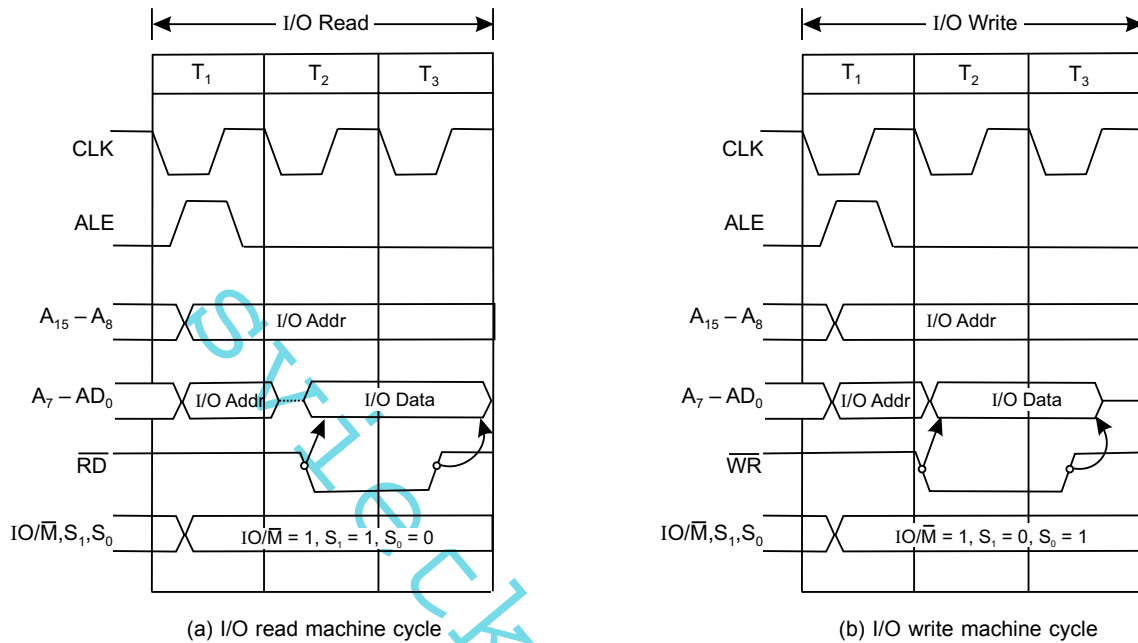 I/O Read
T₁ T₂ T₃
CLK
ALE
A₁₅ – A₈ I/O Addr
A₇ – AD₀ I/O Addr I/O Data
R̅D̅
IO/M̅,S₁,S₀ IO/M̅ = 1, S₁ = 1, S₀ = 0
(a) I/O read machine cycle
I/O Write
T₁ T₂ T₃
CLK
ALE
A₁₅ – A₈ I/O Addr
A₇ – AD₀ I/O Addr I/O Data
W̅R̅
IO/M̅,S₁,S₀ IO/M̅ = 1, S₁ = 0, S₀ = 1
(b) I/O write machine cycle